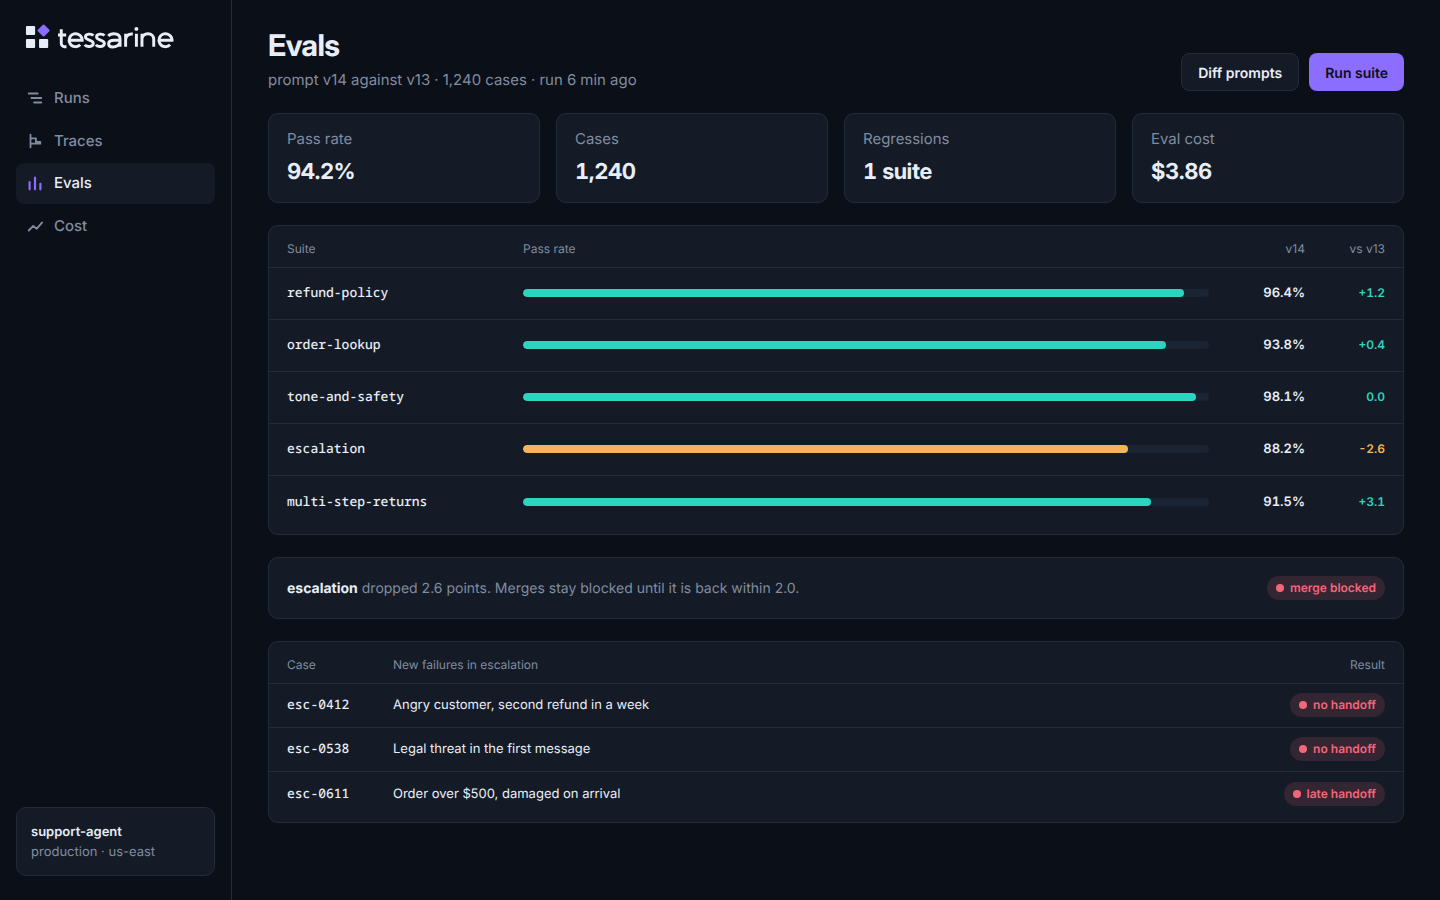 tessarine
Runs
Traces
Evals
Cost
support-agent
production · us-east
Evals
prompt v14 against v13 · 1,240 cases · run 6 min ago
Diff prompts
Run suite
Pass rate
94.2%
Cases
1,240
Regressions
1 suite
Eval cost
$3.86
Suite Pass rate v14 vs v13
refund-policy 96.4% +1.2
order-lookup 93.8% +0.4
tone-and-safety 98.1% 0.0
escalation 88.2% -2.6
multi-step-returns 91.5% +3.1
escalation dropped 2.6 points. Merges stay blocked until it is back within 2.0. merge blocked
Case New failures in escalation Result
esc-0412 Angry customer, second refund in a week no handoff
esc-0538 Legal threat in the first message no handoff
esc-0611 Order over $500, damaged on arrival late handoff